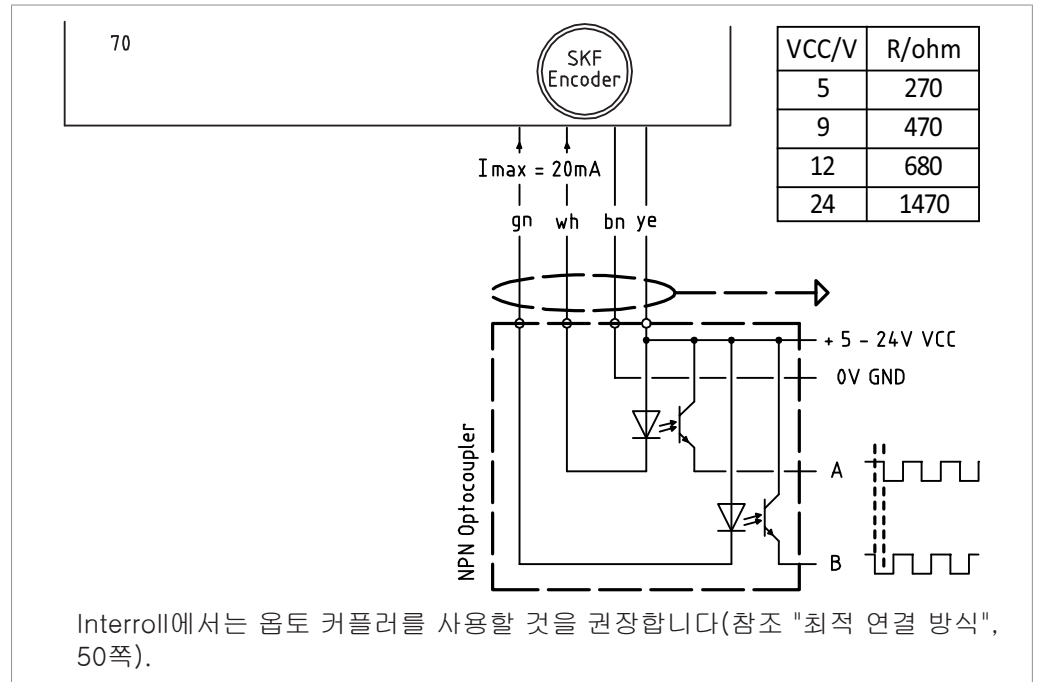 70
SKF
Encoder
VCC/V R/ohm
5 270
9 470
12 680
24 1470
Imax = 20mA
gn wh bn ye
+ 5 - 24V VCC
0V GND
NPN Optocoupler
A
B
Interroll에서는 옵토 커플러를 사용할 것을 권장합니다(참조 "최적 연결 방식",
50쪽).